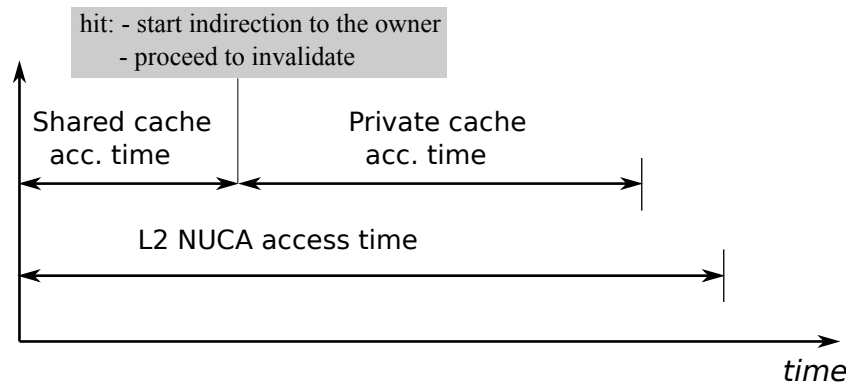 hit: - start indirection to the owner
- proceed to invalidate
Shared cache
acc. time
Private cache
acc. time
L2 NUCA access time
time